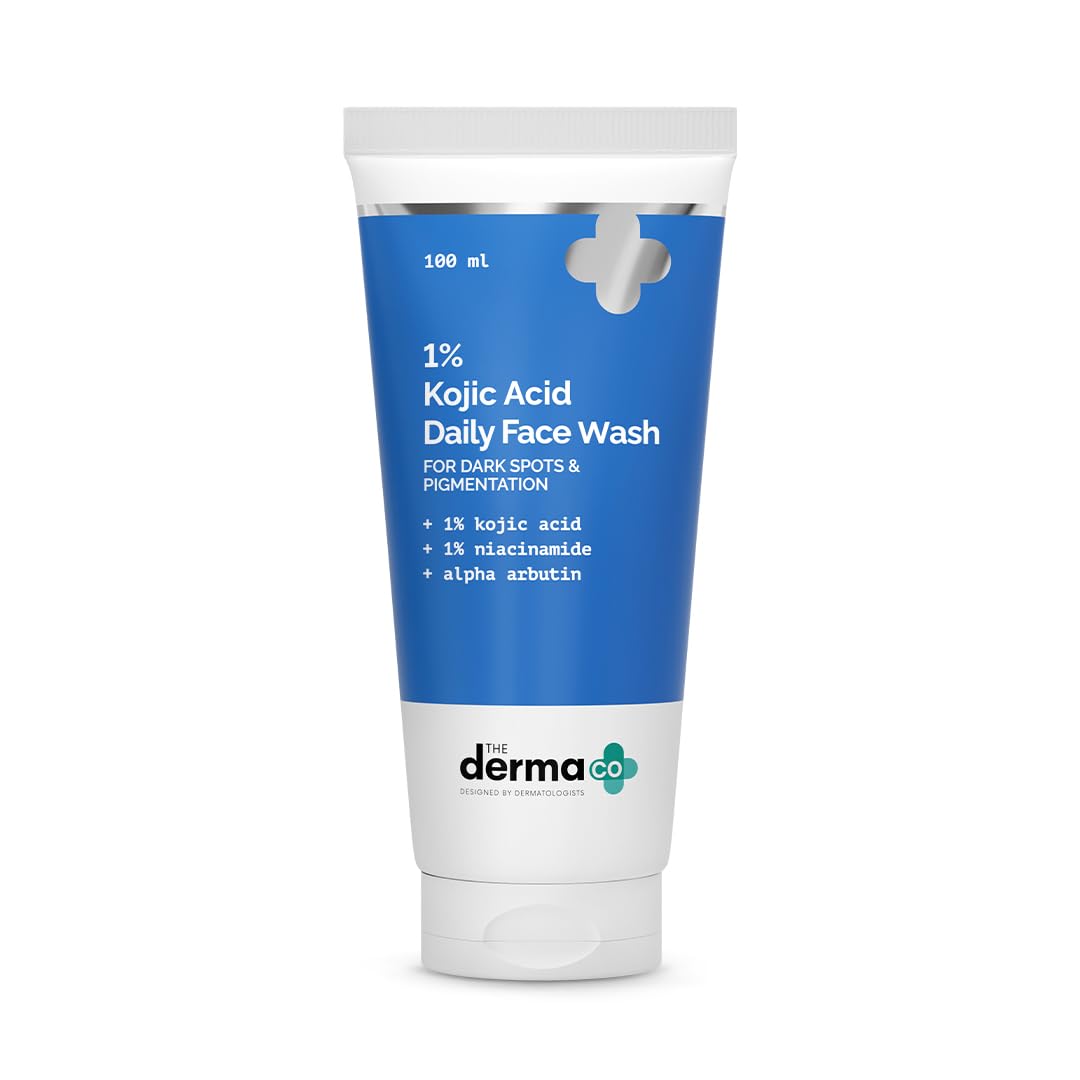 100 ml
1%
Kojic Acid
Daily Face Wash
FOR DARK SPOTS &
PIGMENTATION
+ 1% kojic acid
+ 1% niacinamide
+ alpha arbutin
THE
derma co
DESIGNED BY DERMATOLOGISTS